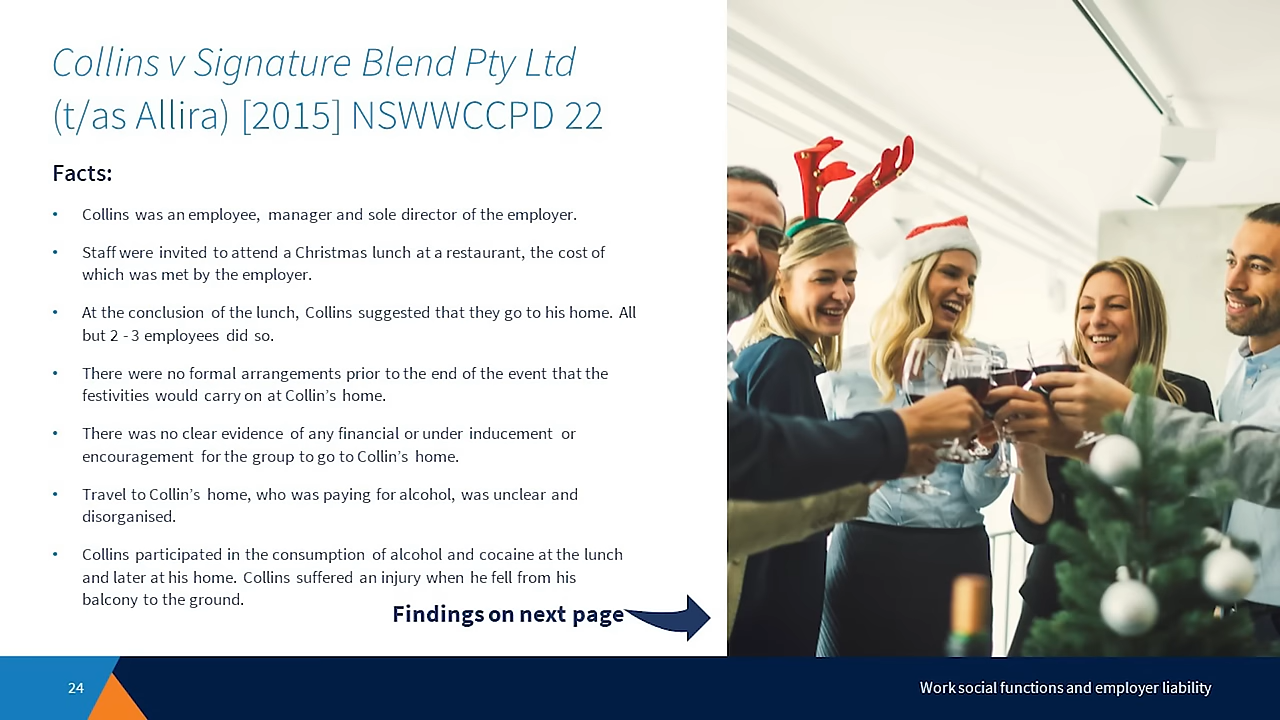 Collins v Signature Blend Pty Ltd
(t/as Allira) [2015] NSWWCCPD 22
Facts:
• Collins was an employee, manager and sole director of the employer.
• Staff were invited to attend a Christmas lunch at a restaurant, the cost of
which was met by the employer.
• At the conclusion of the lunch, Collins suggested that they go to his home. All
but 2 - 3 employees did so.
• There were no formal arrangements prior to the end of the event that the
festivities would carry on at Collin’s home.
• There was no clear evidence of any financial or under inducement or
encouragement for the group to go to Collin’s home.
• Travel to Collin’s home, who was paying for alcohol, was unclear and
disorganised.
• Collins participated in the consumption of alcohol and cocaine at the lunch
and later at his home. Collins suffered an injury when he fell from his
balcony to the ground.
Findings on next page
24
Work social functions and employer liability